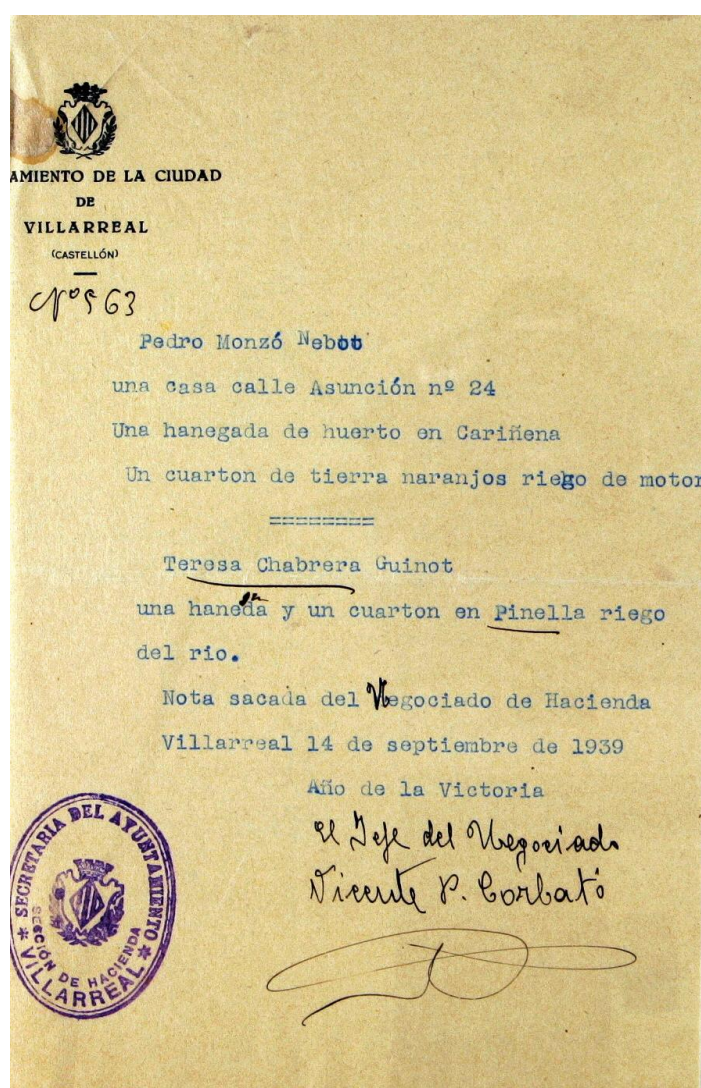 AMIENTO DE LA CIUDAD
DE
VILLARREAL
(CASTELLÓN)
Nº 563
Pedro Monzó Nebot
una casa calle Asunción nº 24
Una hanegada de huerto en Cariñena
Un cuarton de tierra naranjos riego de motor
========
Teresa Chabrera Guinot
ga
una haneda y un cuarton en Pinella riego
del rio.
Nota sacada del Negociado de Hacienda
Villarreal 14 de septiembre de 1939
Año de la Victoria
El Jefe del Negociado
Vicente P. Corbató
SECRETARIA DEL AYUNTAMIENTO
SECCIÓN DE HACIENDA
* VILLARREAL *